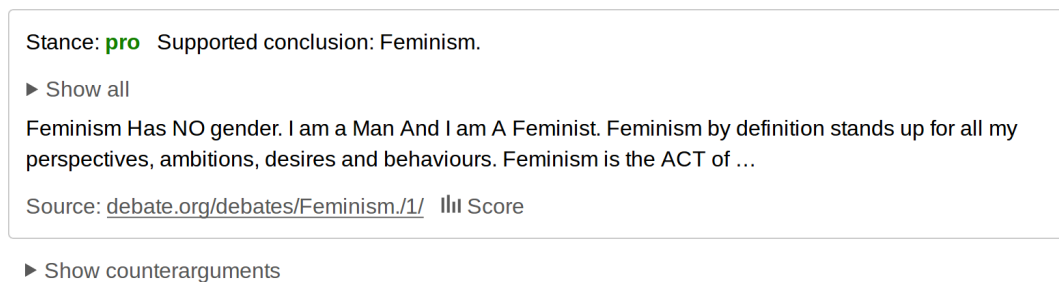 Stance: pro Supported conclusion: Feminism.
Show all
Feminism Has NO gender. I am a Man And I am A Feminist. Feminism by definition stands up for all my
perspectives, ambitions, desires and behaviours. Feminism is the ACT of …
Source: debate.org/debates/Feminism./1/ Score
Show counterarguments